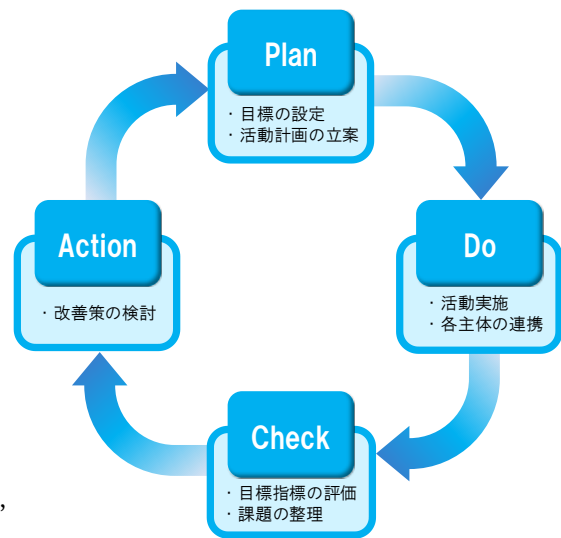 Plan
・目標の設定
・活動計画の立案
Do
・活動実施
・各主体の連携
Check
・目標指標の評価
・課題の整理
Action
・改善策の検討
,